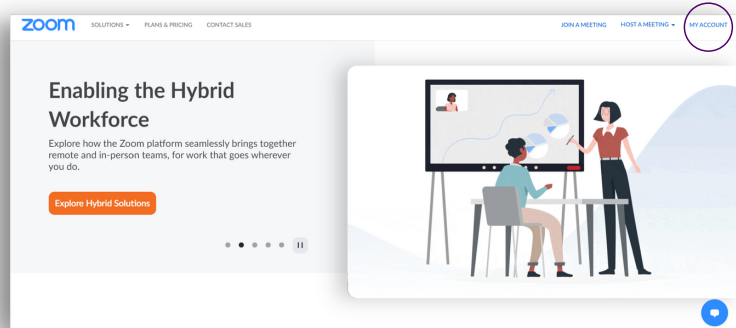 zoom
SOLUTIONS PLANS & PRICING CONTACT SALES JOIN A MEETING HOST A MEETING MY ACCOUNT
Enabling the Hybrid
Workforce
Explore how the Zoom platform seamlessly brings together
remote and in-person teams, for work that goes wherever
you do.
Explore Hybrid Solutions